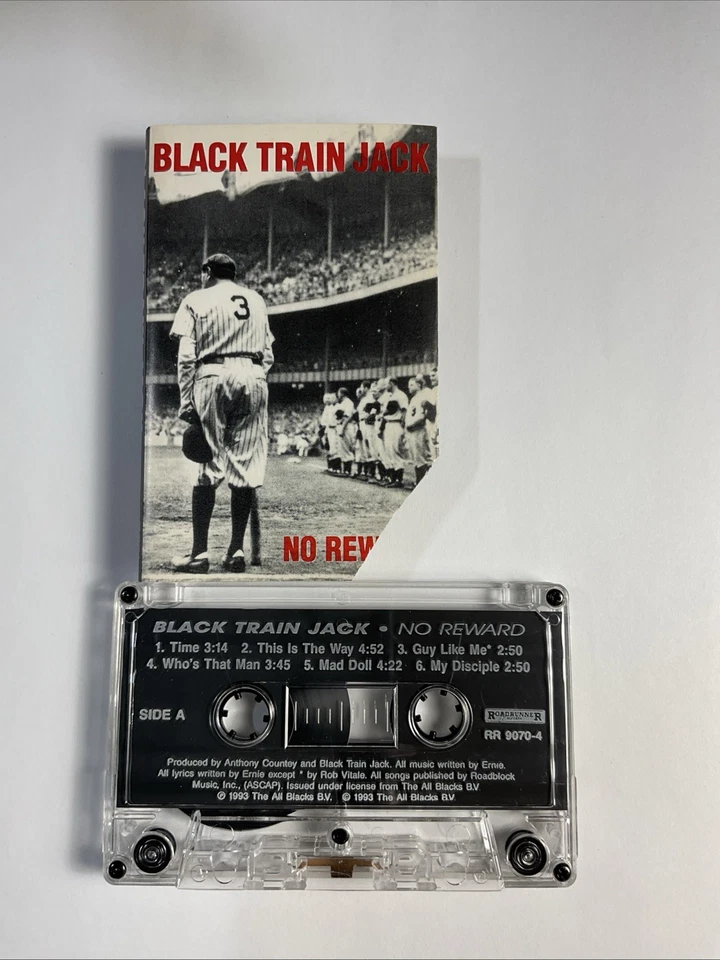 BLACK TRAIN JACK
3
NO REW
BLACK TRAIN JACK • NO REWARD
1. Time 3:14 2. This Is The Way 4:52 3. Guy Like Me* 2:50
4. Who's That Man 3:45 5. Mad Doll 4:22 6. My Disciple 2:50
SIDE A
ROADRUNNER
RR 9070-4
Produced by Anthony Countey and Black Train Jack. All music written by Ernie.
All lyrics written by Ernie except * by Rob Vitale. All songs published by Roadblock
Music, Inc., (ASCAP). Issued under license from The All Blacks B.V
℗ 1993 The All Blacks B.V. © 1993 The All Blacks B.V